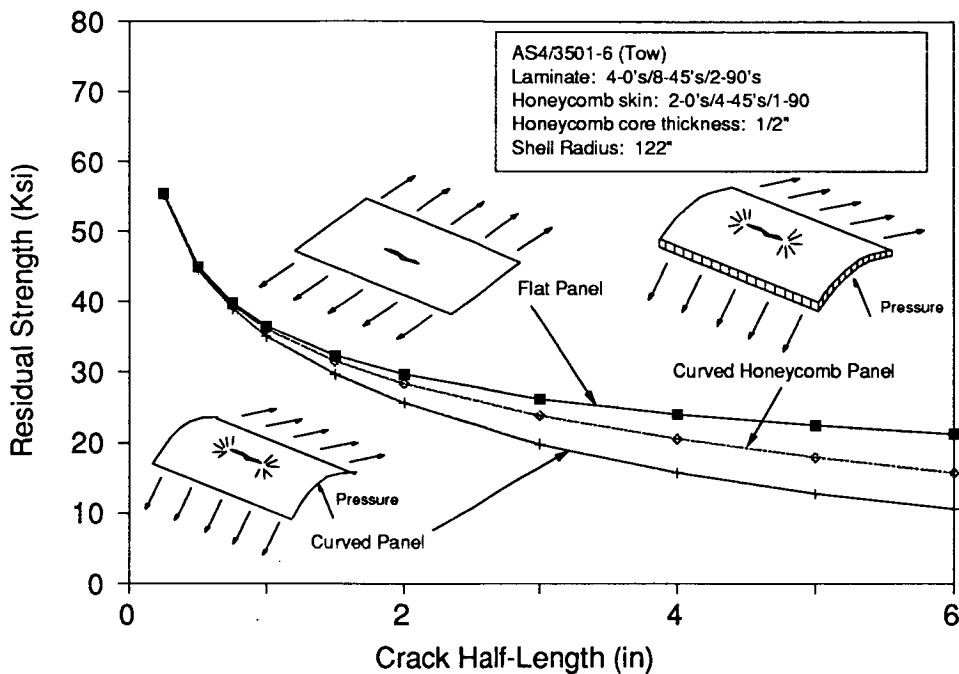 80
70
60
50
40
30
20
10
0
Residual Strength (Ksi)
AS4/3501-6 (Tow)
Laminate: 4-0's/8-45's/2-90's
Honeycomb skin: 2-0's/4-45's/1-90
Honeycomb core thickness: 1/2"
Shell Radius: 122"
Flat Panel
Pressure
Curved Honeycomb Panel
Pressure
Curved Panel
0 2 4 6
Crack Half-Length (in)